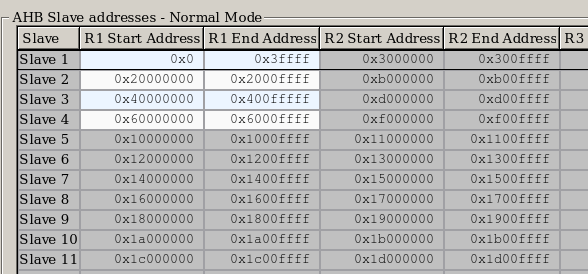 AHB Slave addresses - Normal Mode
Slave R1 Start Address R1 End Address R2 Start Address R2 End Address R3
Slave 1 0x0 0x3ffff 0x3000000 0x300ffff
Slave 2 0x20000000 0x2000ffff 0xb000000 0xb00ffff
Slave 3 0x40000000 0x400fffff 0xd000000 0xd00ffff
Slave 4 0x60000000 0x6000ffff 0xf000000 0xf00ffff
Slave 5 0x10000000 0x1000ffff 0x11000000 0x1100ffff
Slave 6 0x12000000 0x1200ffff 0x13000000 0x1300ffff
Slave 7 0x14000000 0x1400ffff 0x15000000 0x1500ffff
Slave 8 0x16000000 0x1600ffff 0x17000000 0x1700ffff
Slave 9 0x18000000 0x1800ffff 0x19000000 0x1900ffff
Slave 10 0x1a000000 0x1a00ffff 0x1b000000 0x1b00ffff
Slave 11 0x1c000000 0x1c00ffff 0x1d000000 0x1d00ffff